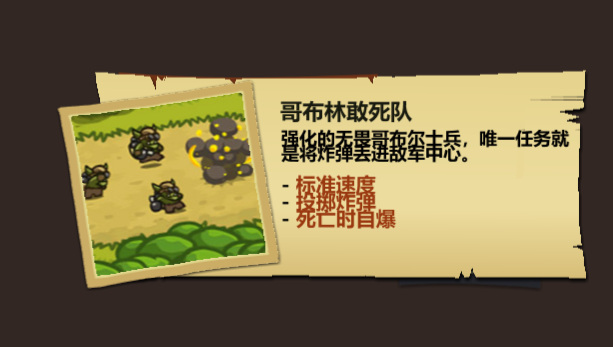 哥布林敢死队
强化的无畏哥布尔士兵，唯一任务就
是将炸弹丢进敌军中心。
- 标准速度
- 投掷炸弹
- 死亡时自爆